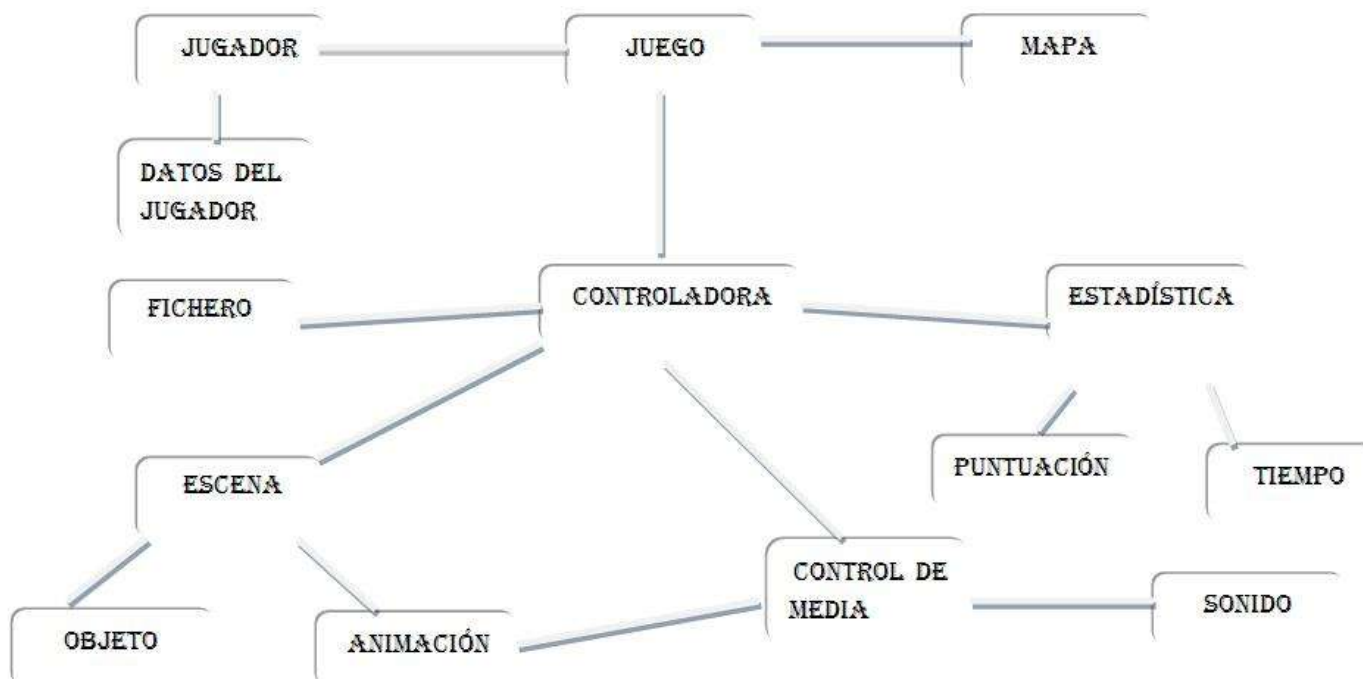 JUGADOR
JUEGO
MAPA
DATOS DEL
JUGADOR
FICHERO
CONTROLADORA
ESTADÍSTICA
ESCENA
PUNTUACIÓN
TIEMPO
CONTROL DE
MEDIA
SONIDO
OBJETO
ANIMACIÓN